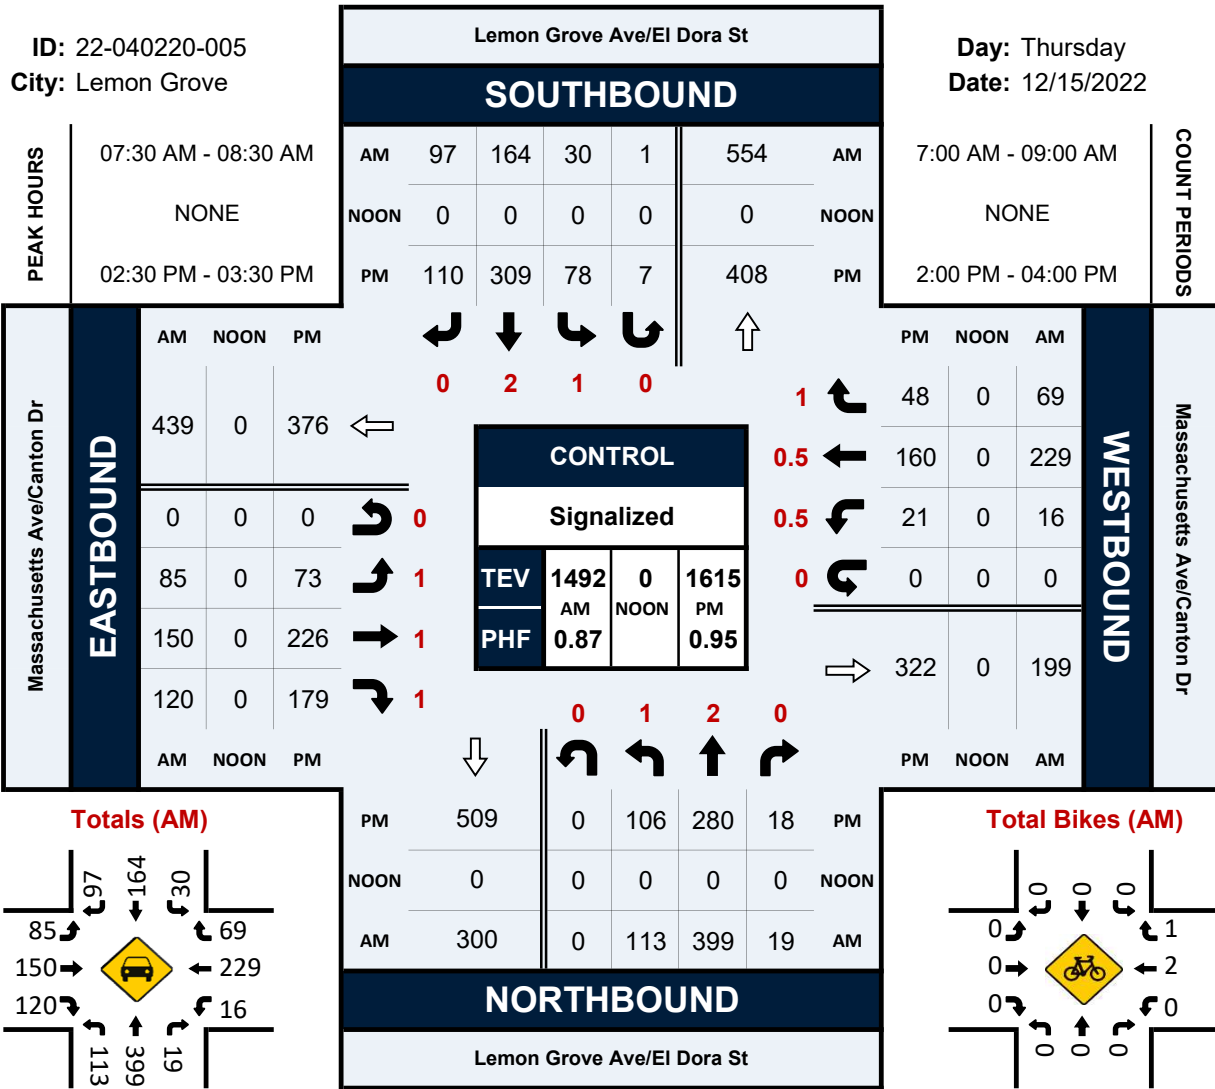 Lemon Grove Ave/El Dora St
ID: 22-040220-005
Day: Thursday
City: Lemon Grove
Date: 12/15/2022
SOUTHBOUND
PEAK HOURS
07:30 AM - 08:30 AM
NONE
02:30 PM - 03:30 PM
AM 97 164 30 1 554 AM
NOON 0 0 0 0 0 NOON
PM 110 309 78 7 408 PM
7:00 AM - 09:00 AM
NONE
2:00 PM - 04:00 PM
COUNT PERIODS
0 2 1 0
Massachusetts Ave/Canton Dr
EASTBOUND
AM NOON PM
439 0 376
0 0 0 0
85 0 73 1
150 0 226 1
120 0 179 1
AM NOON PM
CONTROL
Signalized
TEV 1492 0 1615
AM NOON PM
PHF 0.87 0.95
PM NOON AM
1 48 0 69
0.5 160 0 229
0.5 21 0 16
0 0 0 0
322 0 199
PM NOON AM
WESTBOUND
Massachusetts Ave/Canton Dr
0 1 2 0
PM 509 0 106 280 18 PM
NOON 0 0 0 0 0 NOON
AM 300 0 113 399 19 AM
NORTHBOUND
Lemon Grove Ave/El Dora St
Totals (AM)
97 164 30
85 69
150 229
120 16
113 399 19
Total Bikes (AM)
0 0 0
0 1
0 2
0 0
0 0 0